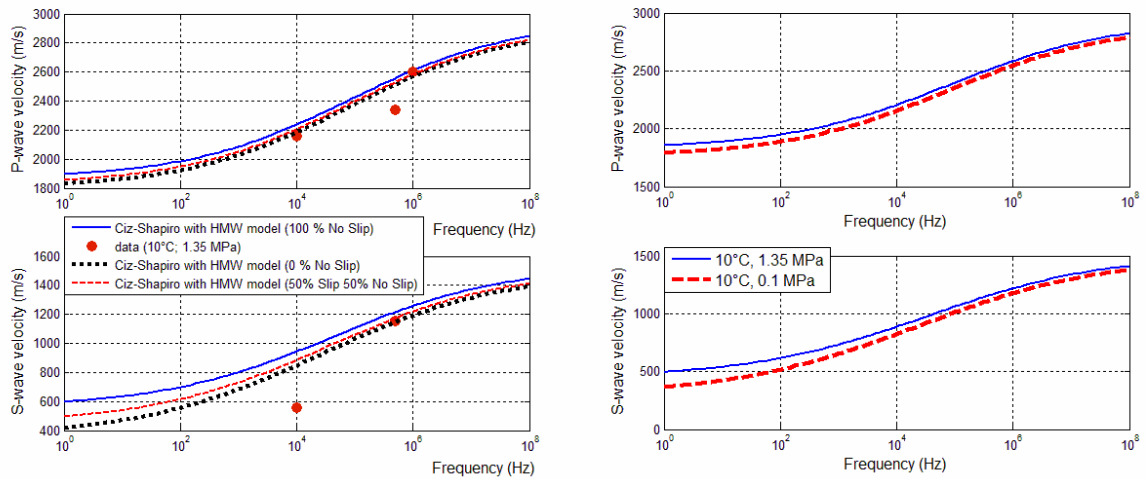 3000
2800
2600
2400
2200
2000
1800
P-wave velocity (m/s)
10^0 10^2 10^4 10^6 10^8
Frequency (Hz)
Ciz-Shapiro with HMW model (100 % No Slip)
data (10°C; 1.35 MPa)
Ciz-Shapiro with HMW model (0 % No Slip)
Ciz-Shapiro with HMW model (50% Slip 50% No Slip)
1600
1400
1200
1000
800
600
400
S-wave velocity (m/s)
10^0 10^2 10^4 10^6 10^8
Frequency (Hz)
3000
2500
2000
1500
P-wave velocity (m/s)
10^0 10^2 10^4 10^6 10^8
Frequency (Hz)
10°C, 1.35 MPa
10°C, 0.1 MPa
1500
1000
500
0
S-wave velocity (m/s)
10^0 10^2 10^4 10^6 10^8
Frequency (Hz)